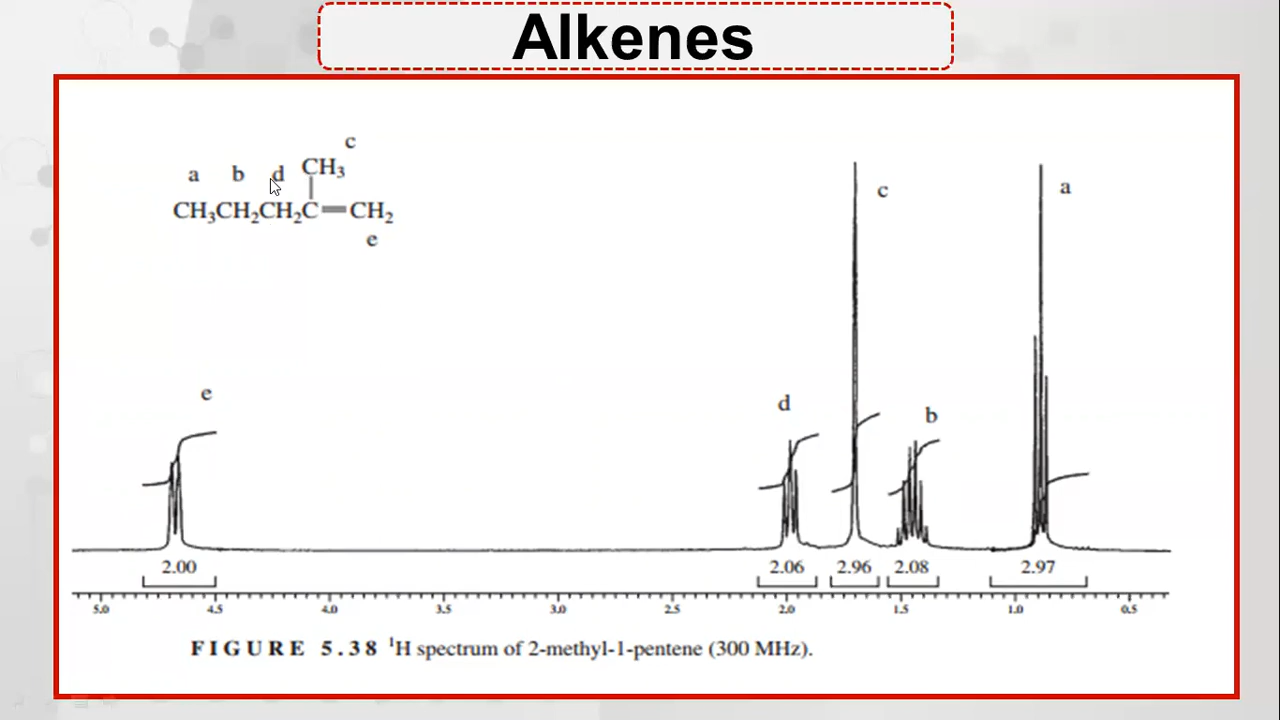 Alkenes
c
a b d CH₃
CH₃CH₂CH₂C=CH₂
e
c a
e
d b
2.00 2.06 2.96 2.08 2.97
5.0 4.5 4.0 3.5 3.0 2.5 2.0 1.5 1.0 0.5
FIGURE 5.38 ¹H spectrum of 2-methyl-1-pentene (300 MHz).